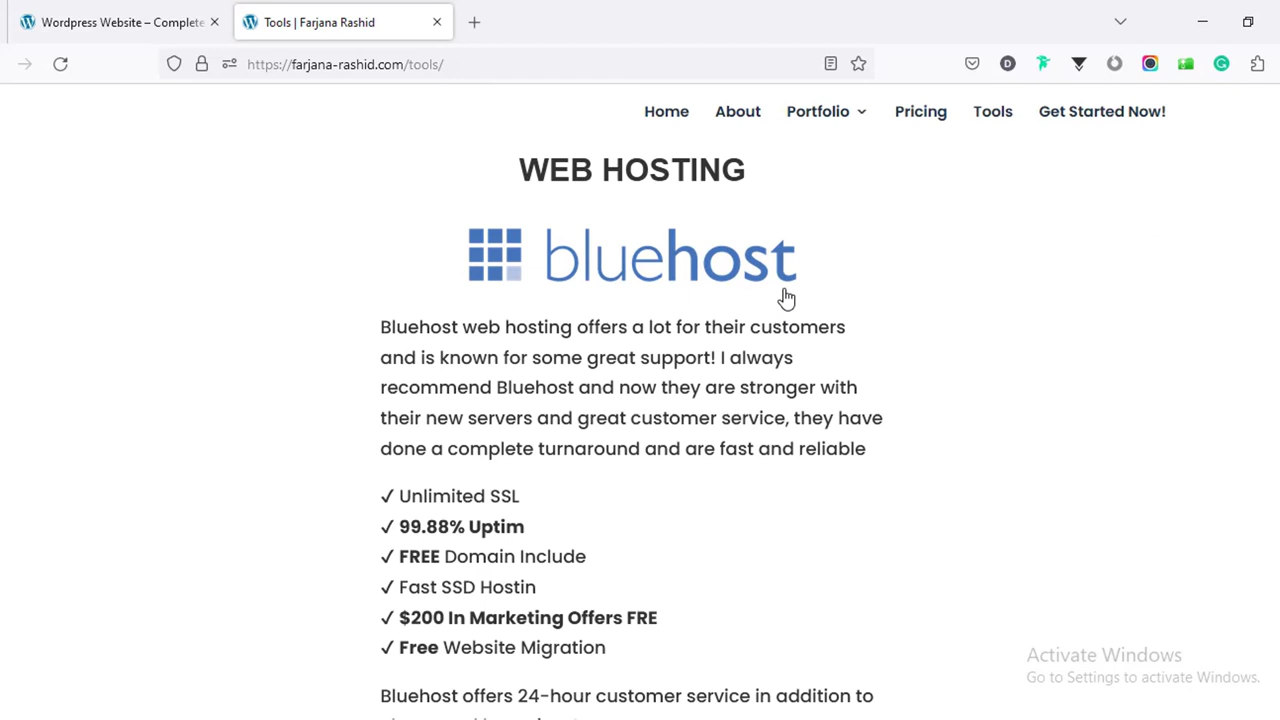 Wordpress Website – Complete
Tools | Farjana Rashid
https://farjana-rashid.com/tools/
Home About Portfolio Pricing Tools Get Started Now!
WEB HOSTING
bluehost
Bluehost web hosting offers a lot for their customers
and is known for some great support! I always
recommend Bluehost and now they are stronger with
their new servers and great customer service, they have
done a complete turnaround and are fast and reliable
✓ Unlimited SSL
✓ 99.88% Uptim
✓ FREE Domain Include
✓ Fast SSD Hostin
✓ $200 In Marketing Offers FRE
✓ Free Website Migration
Bluehost offers 24-hour customer service in addition to
Activate Windows
Go to Settings to activate Windows.